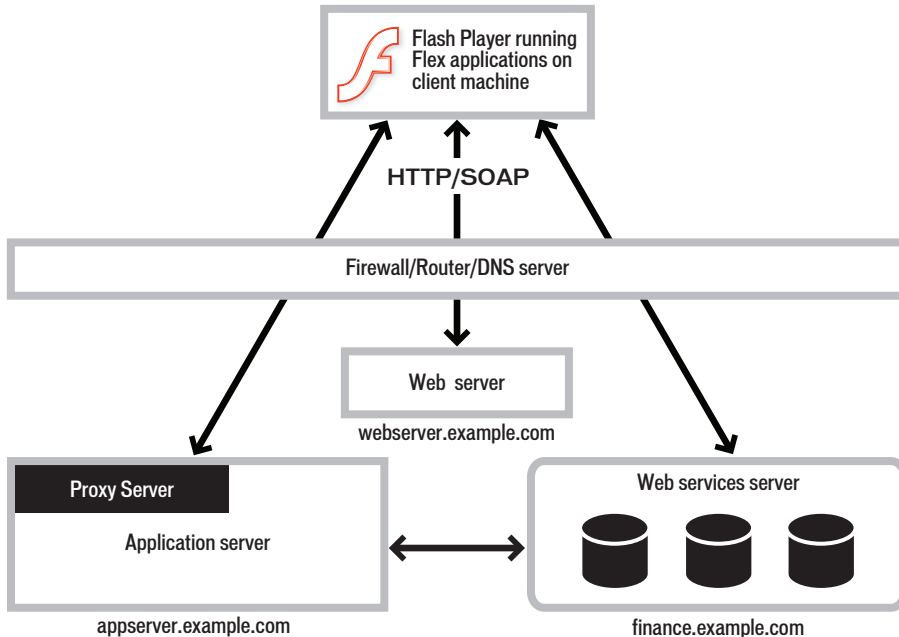 Flash Player running
Flex applications on
client machine
HTTP/SOAP
Firewall/Router/DNS server
Web server
webserver.example.com
Proxy Server
Application server
appserver.example.com
Web services server
finance.example.com